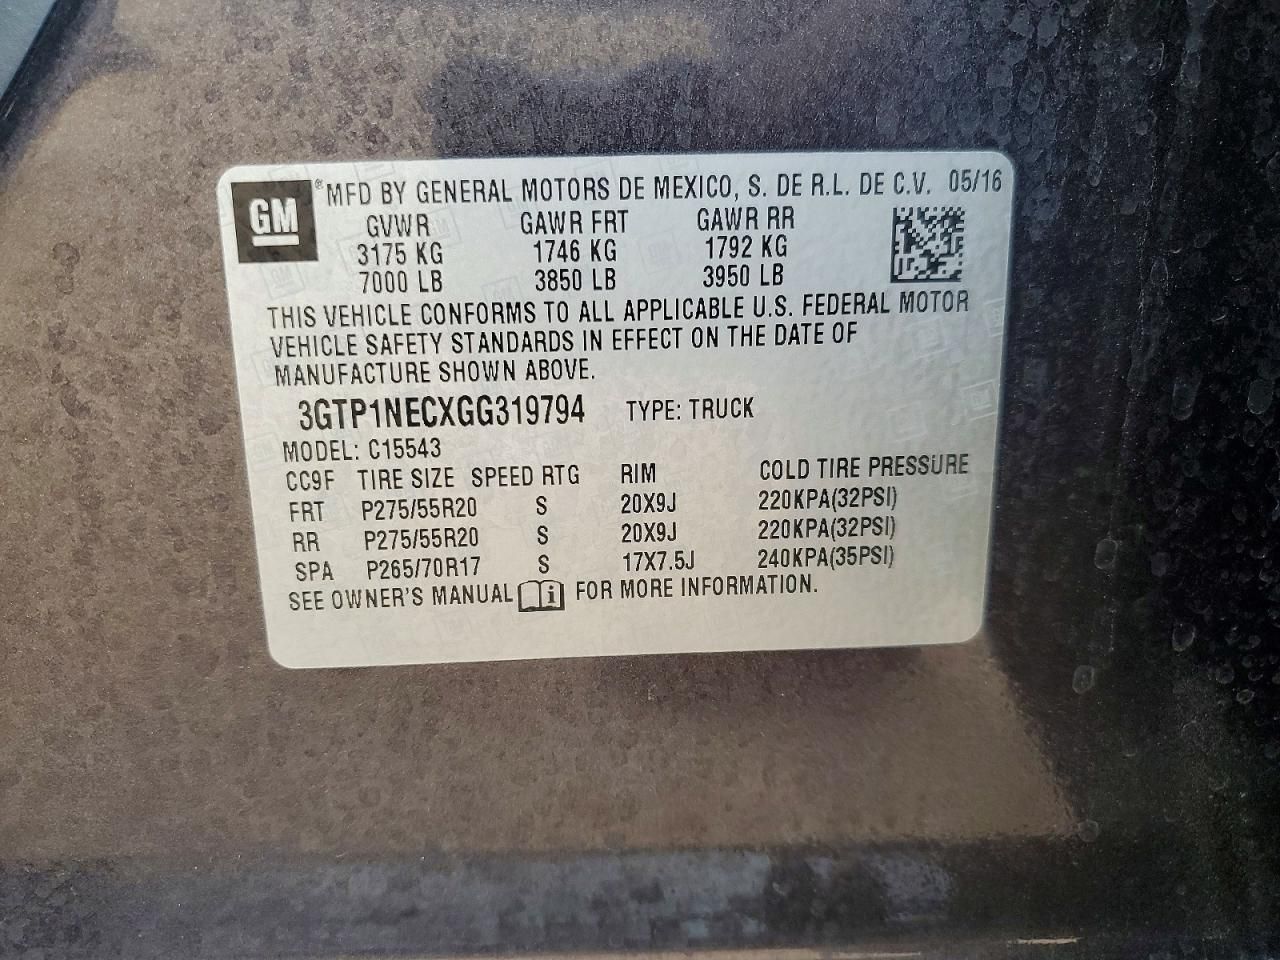 GM ® MFD BY GENERAL MOTORS DE MEXICO, S. DE R.L. DE C.V. 05/16
GVWR GAWR FRT GAWR RR
3175 KG 1746 KG 1792 KG
7000 LB 3850 LB 3950 LB
THIS VEHICLE CONFORMS TO ALL APPLICABLE U.S. FEDERAL MOTOR
VEHICLE SAFETY STANDARDS IN EFFECT ON THE DATE OF
MANUFACTURE SHOWN ABOVE.
3GTP1NECXGG319794 TYPE: TRUCK
MODEL: C15543
CC9F TIRE SIZE SPEED RTG RIM COLD TIRE PRESSURE
FRT P275/55R20 S 20X9J 220KPA(32PSI)
RR P275/55R20 S 20X9J 220KPA(32PSI)
SPA P265/70R17 S 17X7.5J 240KPA(35PSI)
SEE OWNER'S MANUAL i FOR MORE INFORMATION.